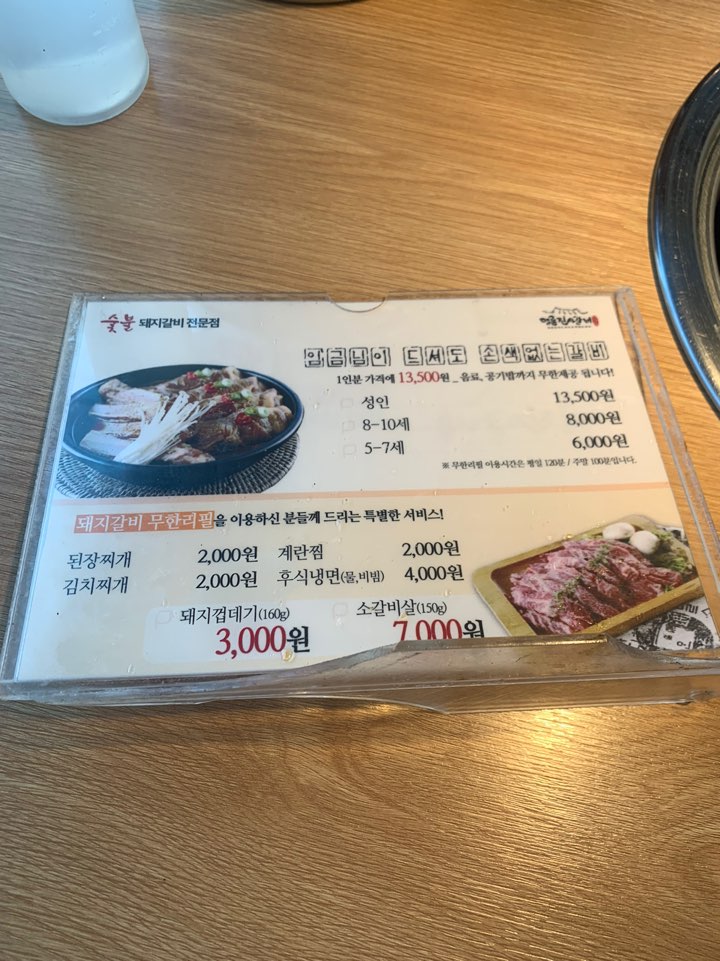 숯불 돼지갈비 전문점
명륜진사갈비
임금님이 드셔도 손색없는갈비
1인분 가격에 13,500원 _ 음료, 공기밥까지 무한제공 됩니다!
성인 13,500원
8-10세 8,000원
5-7세 6,000원
※ 무한리필 이용시간은 평일 120분 / 주말 100분입니다.
돼지갈비 무한리필을 이용하신 분들께 드리는 특별한 서비스!
된장찌개 2,000원 계란찜 2,000원
김치찌개 2,000원 후식냉면(물,비빔) 4,000원
돼지껍데기(160g) 소갈비살(150g)
3,000원 7,000원